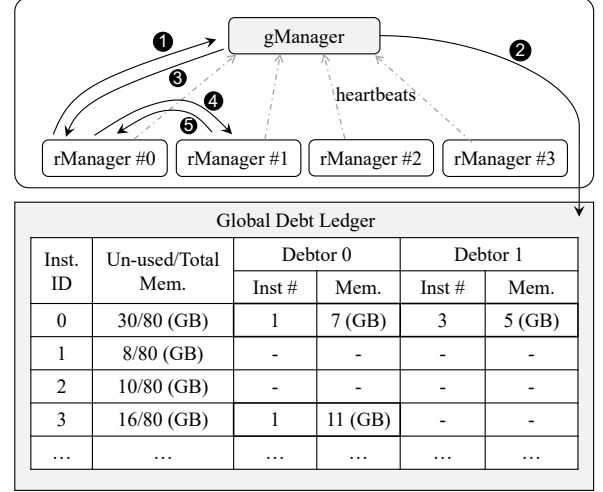 gManager
❶
❷
❸
❹
❺
heartbeats
rManager #0 rManager #1 rManager #2 rManager #3
Global Debt Ledger
Inst. ID Un-used/Total Mem. Debtor 0 Debtor 1
Inst # Mem. Inst # Mem.
0 30/80 (GB) 1 7 (GB) 3 5 (GB)
1 8/80 (GB) - - - -
2 10/80 (GB) - - - -
3 16/80 (GB) 1 11 (GB) - -
… … … … … …